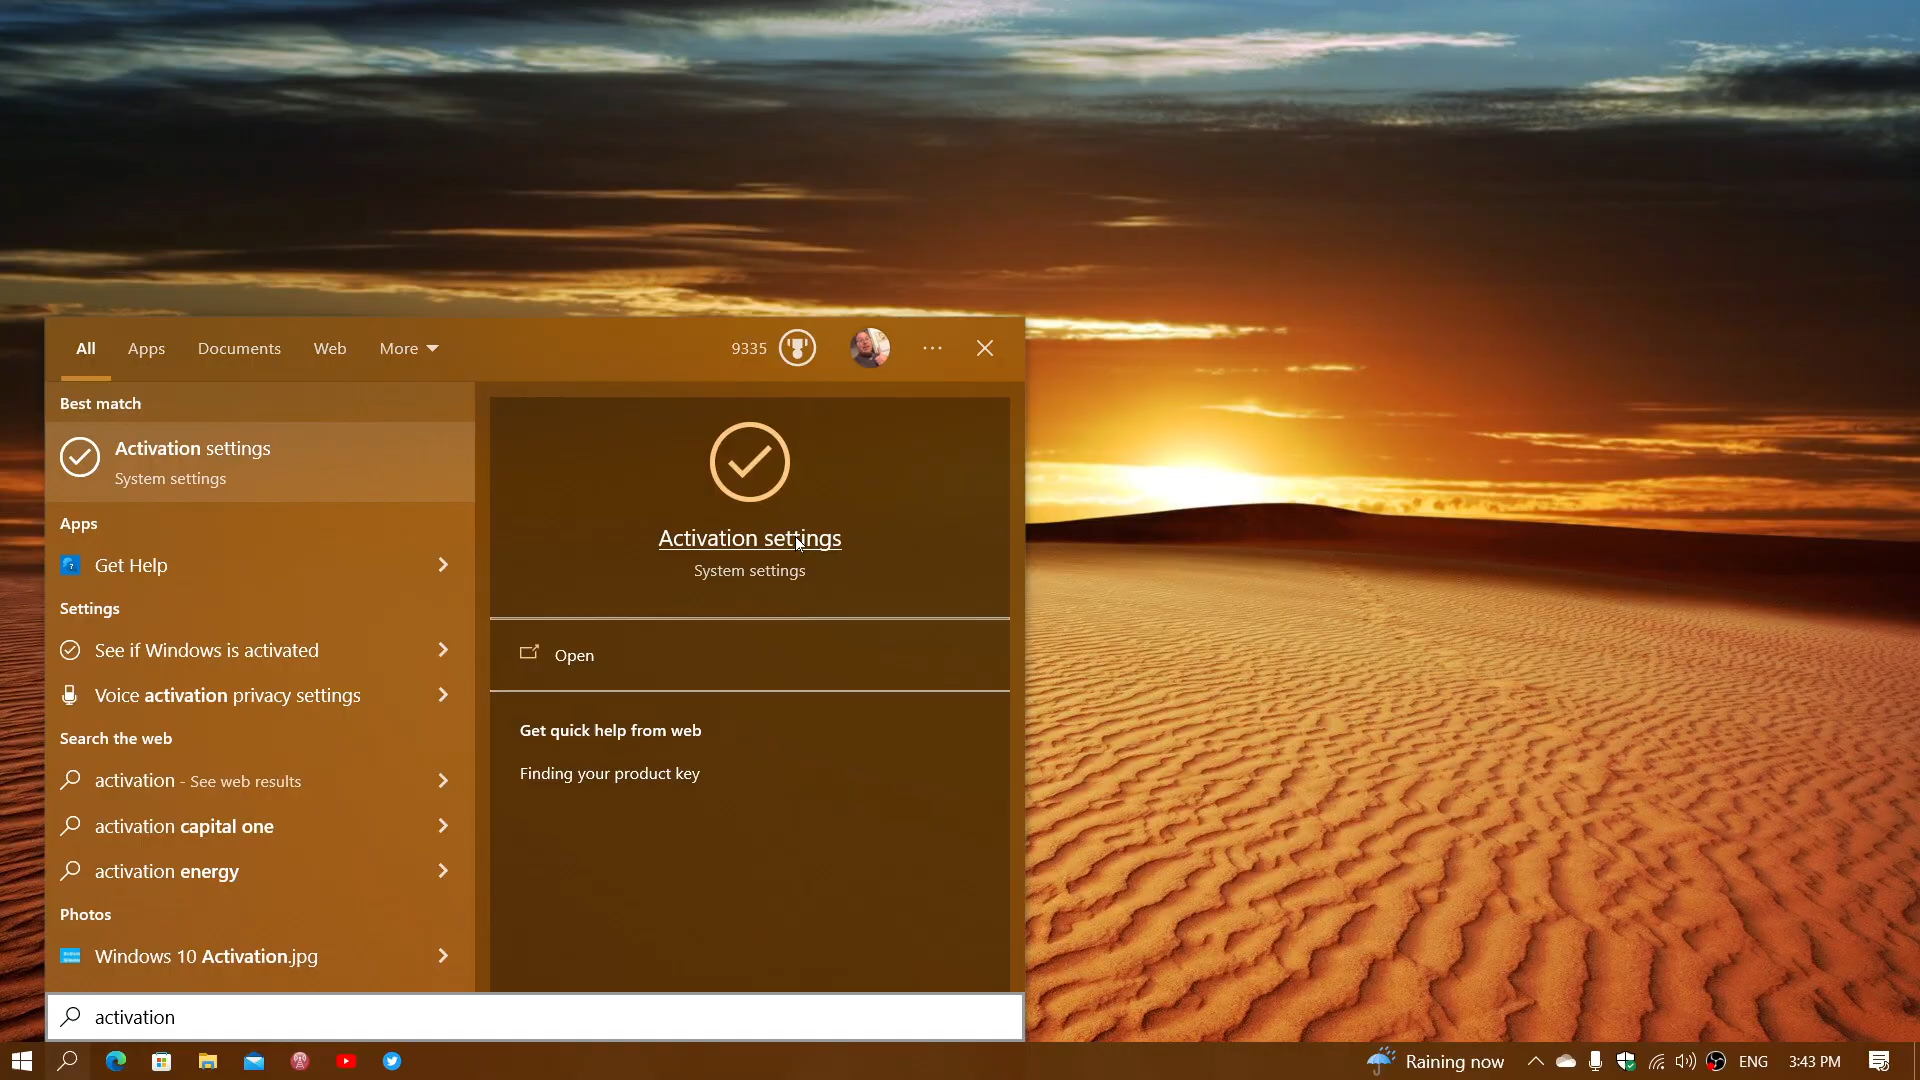 All Apps Documents Web More 9335
Best match
Activation settings
System settings
Apps
Get Help
Settings
See if Windows is activated
Voice activation privacy settings
Search the web
activation - See web results
activation capital one
activation energy
Photos
Windows 10 Activation.jpg
Activation settings
System settings
Open
Get quick help from web
Finding your product key
activation
Raining now ENG 3:43 PM